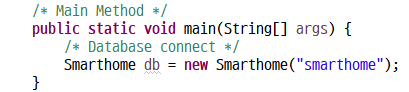 /* Main Method */
public static void main(String[] args) {
/* Database connect */
Smarthome db = new Smarthome("smarthome");
}